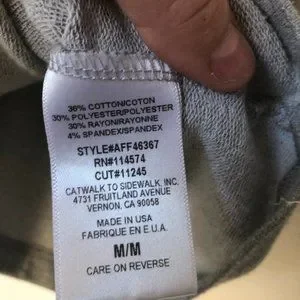 36% COTTON/COTON
30% POLYESTER/POLYESTER
30% RAYON/RAYONNE
4% SPANDEX/SPANDEX
STYLE#AFF46367
RN#114574
CUT#11245
CATWALK TO SIDEWALK, INC.
4731 FRUITLAND AVENUE
VERNON, CA 90058
MADE IN USA
FABRIQUE EN E.U.A.
M/M
CARE ON REVERSE